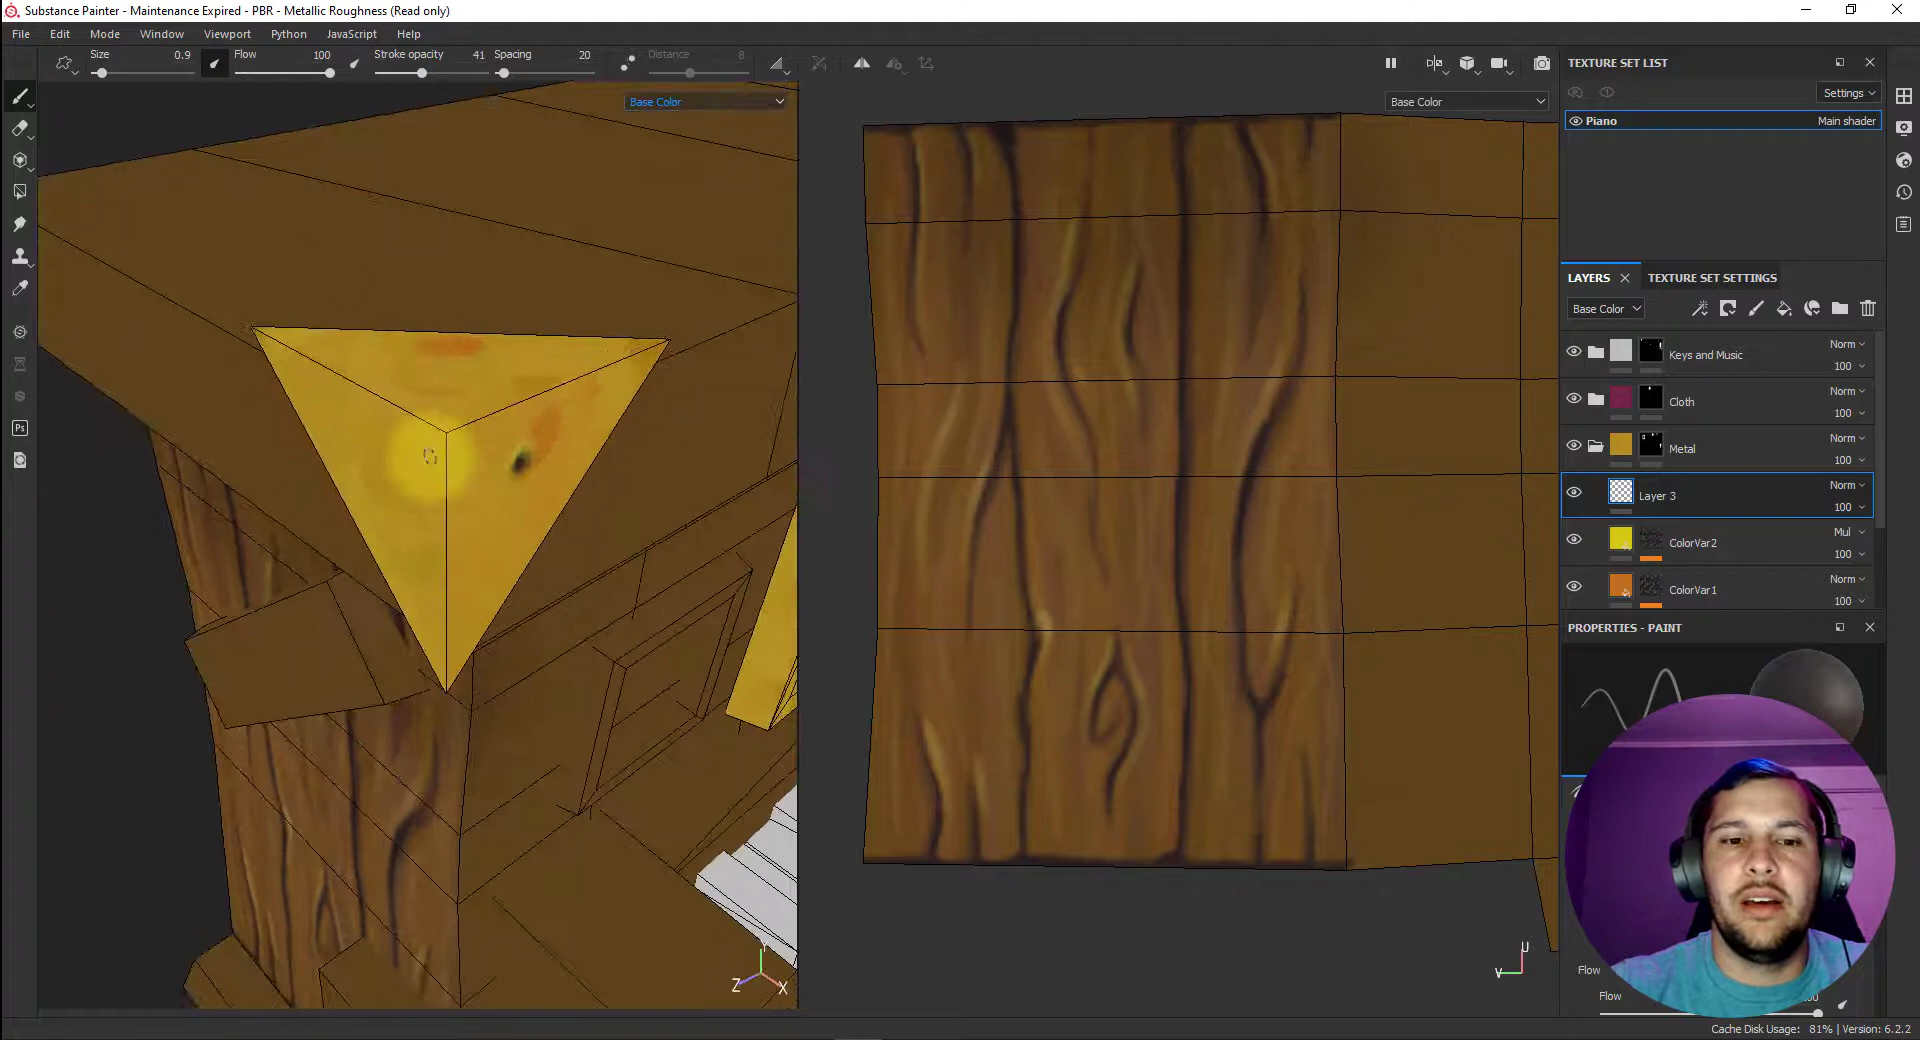 Substance Painter - Maintenance Expired - PBR - Metallic Roughness (Read only)
File Edit Mode Window Viewport Python JavaScript Help
Size 0.9 Flow 100 Stroke opacity 41 Spacing 20 Distance 8
Base Color
Base Color
TEXTURE SET LIST
Settings
Piano Main shader
LAYERS TEXTURE SET SETTINGS
Base Color
Keys and Music Norm 100
Cloth Norm 100
Metal Norm 100
Layer 3 Norm 100
ColorVar2 Mul 100
ColorVar1 Norm 100
PROPERTIES - PAINT
Ps
Y
Z X
U
V
Flow
Flow
Cache Disk Usage: 81% | Version: 6.2.2